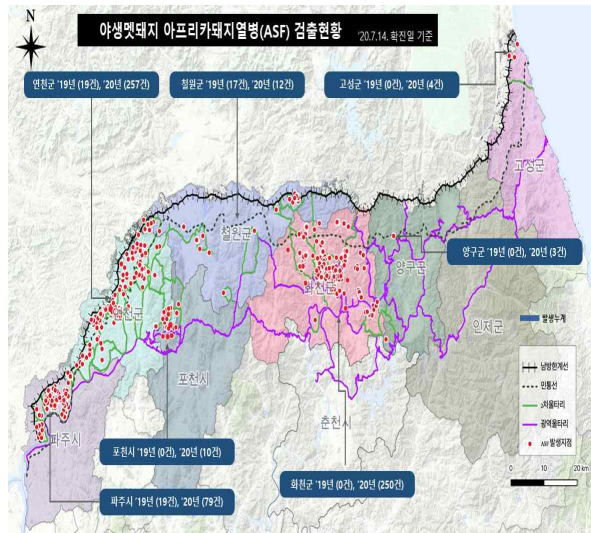 야생멧돼지 아프리카돼지열병(ASF) 검출현황 '20.7.14. 확진일 기준
N
연천군 '19년 (19건), '20년 (257건)
철원군 '19년 (17건), '20년 (12건)
고성군 '19년 (0건), '20년 (4건)
고성군
철원군
양구군
양구군 '19년 (0건), '20년 (3건)
화천군
연천군
인제군
발생누계
포천시
남방한계선
민통선
2차울타리
광역울타리
ASF 발생지점
춘천시
파주시
포천시 '19년 (0건), '20년 (10건)
0 10 20 km
화천군 '19년 (0건), '20년 (250건)
파주시 '19년 (19건), '20년 (79건)